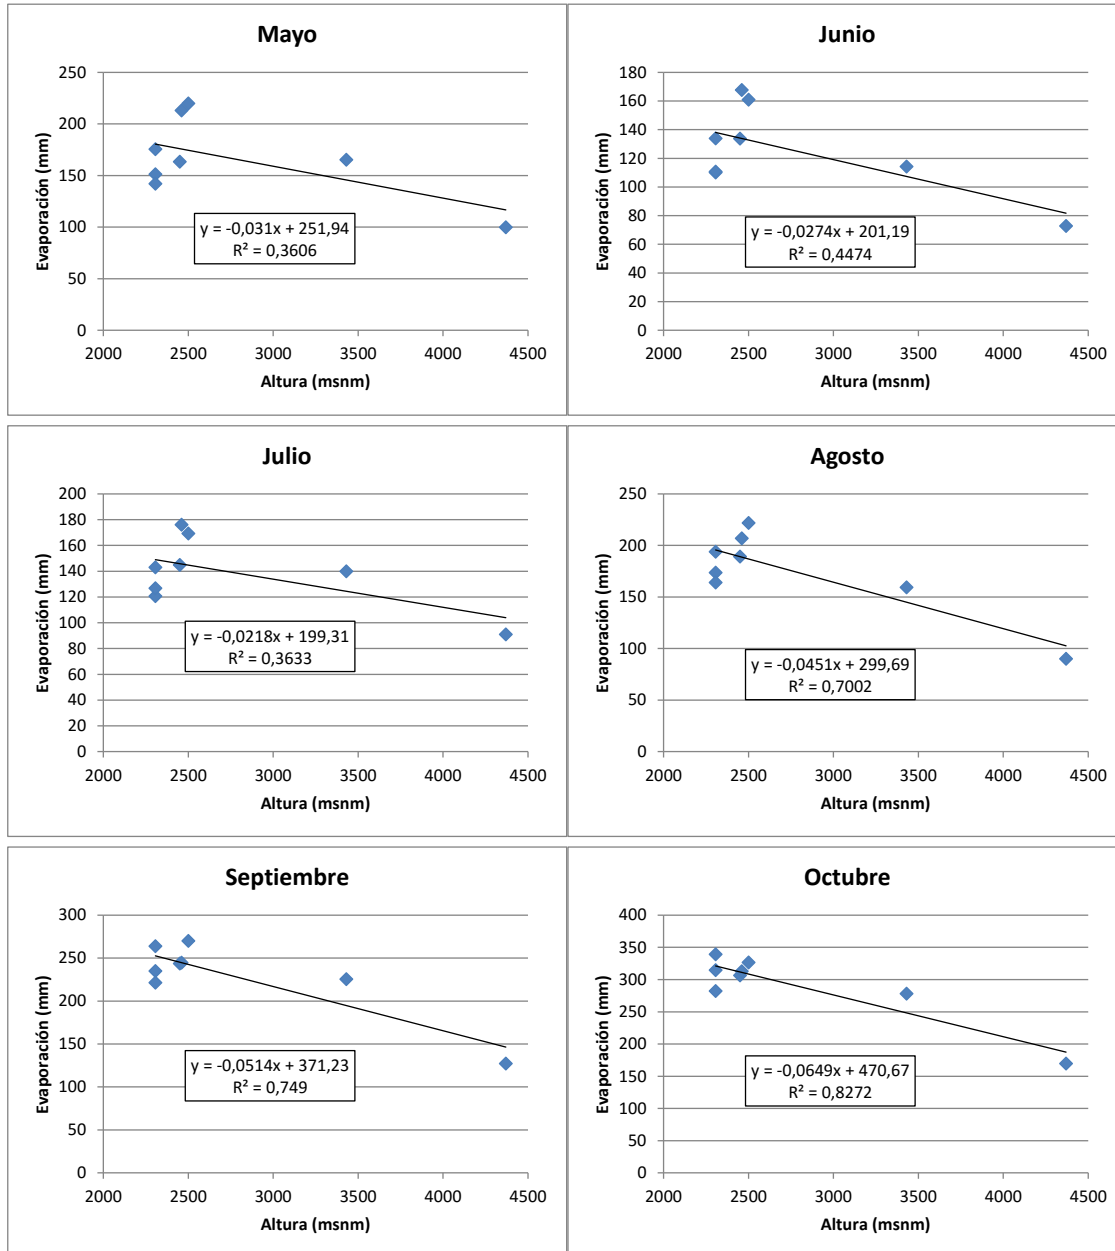 Mayo
Evaporación (mm)
250
200
150
100
50
0
y = -0,031x + 251,94
R² = 0,3606
2000 2500 3000 3500 4000 4500
Altura (msnm)
Junio
Evaporación (mm)
180
160
140
120
100
80
60
40
20
0
y = -0,0274x + 201,19
R² = 0,4474
2000 2500 3000 3500 4000 4500
Altura (msnm)
Julio
Evaporación (mm)
200
180
160
140
120
100
80
60
40
20
0
y = -0,0218x + 199,31
R² = 0,3633
2000 2500 3000 3500 4000 4500
Altura (msnm)
Agosto
Evaporación (mm)
250
200
150
100
50
0
y = -0,0451x + 299,69
R² = 0,7002
2000 2500 3000 3500 4000 4500
Altura (msnm)
Septiembre
Evaporación (mm)
300
250
200
150
100
50
0
y = -0,0514x + 371,23
R² = 0,749
2000 2500 3000 3500 4000 4500
Altura (msnm)
Octubre
Evaporación (mm)
400
350
300
250
200
150
100
50
0
y = -0,0649x + 470,67
R² = 0,8272
2000 2500 3000 3500 4000 4500
Altura (msnm)